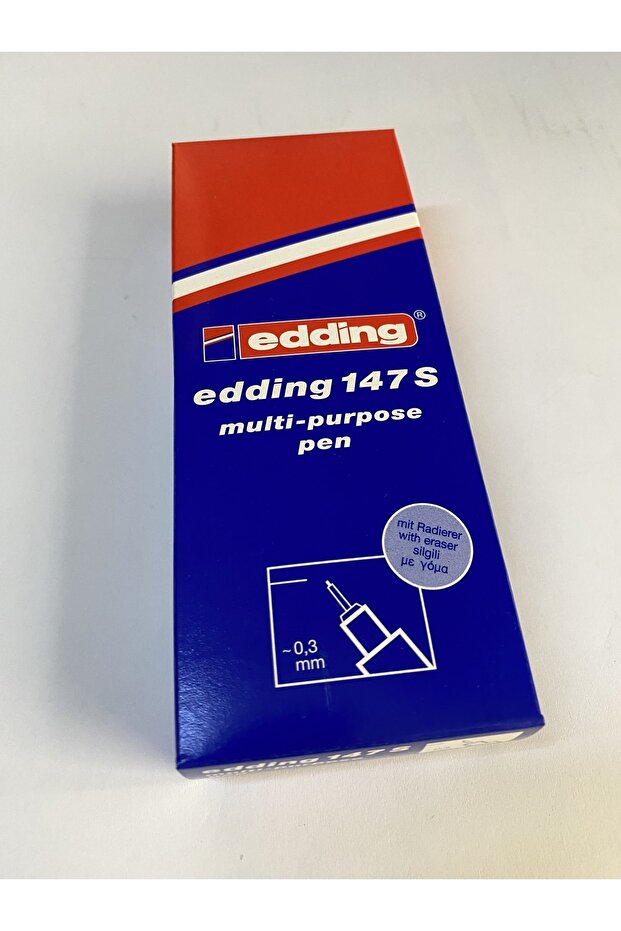 edding®
edding 147 S
multi-purpose
pen
mit Radierer
with eraser
silgili
με γόμα
~0,3
mm
edding 147 S